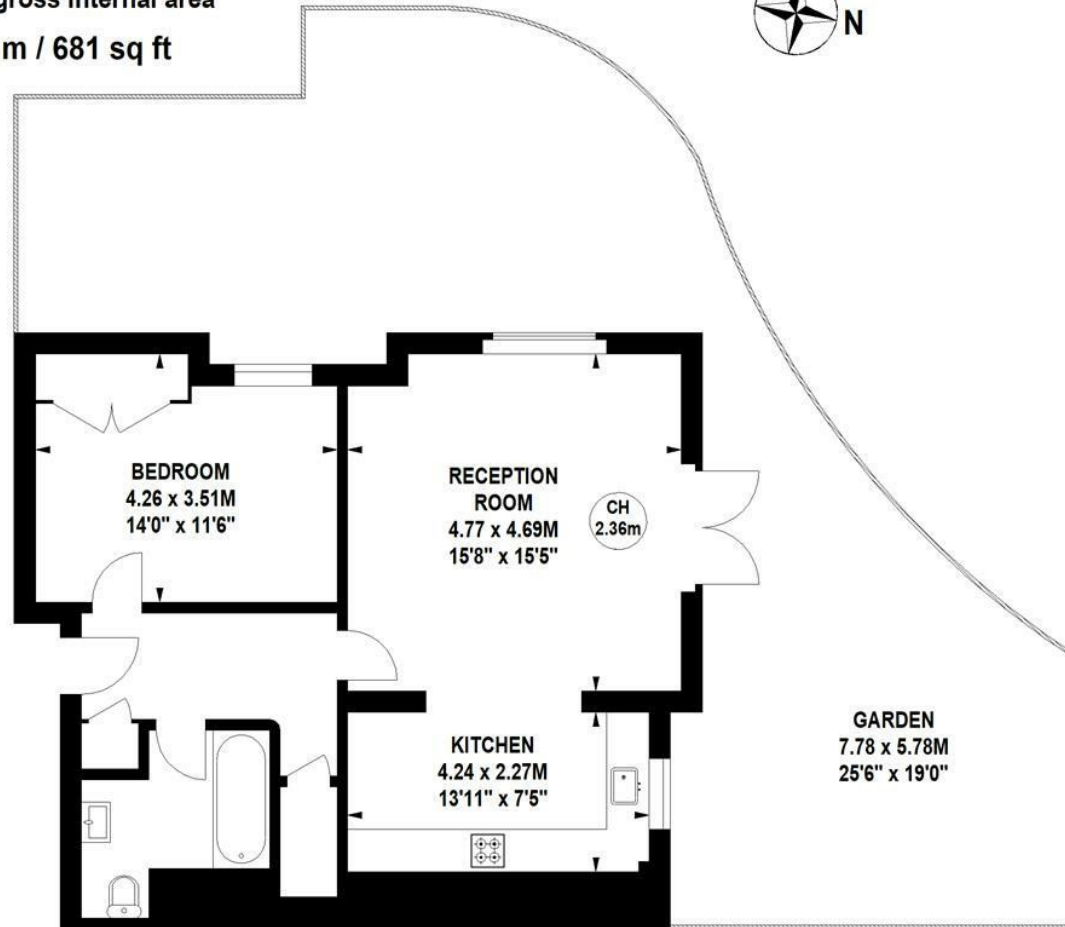 gross internal area
m / 681 sq ft
N
BEDROOM
4.26 x 3.51M
14'0" x 11'6"
RECEPTION
ROOM
4.77 x 4.69M
15'8" x 15'5"
CH
2.36m
KITCHEN
4.24 x 2.27M
13'11" x 7'5"
GARDEN
7.78 x 5.78M
25'6" x 19'0"